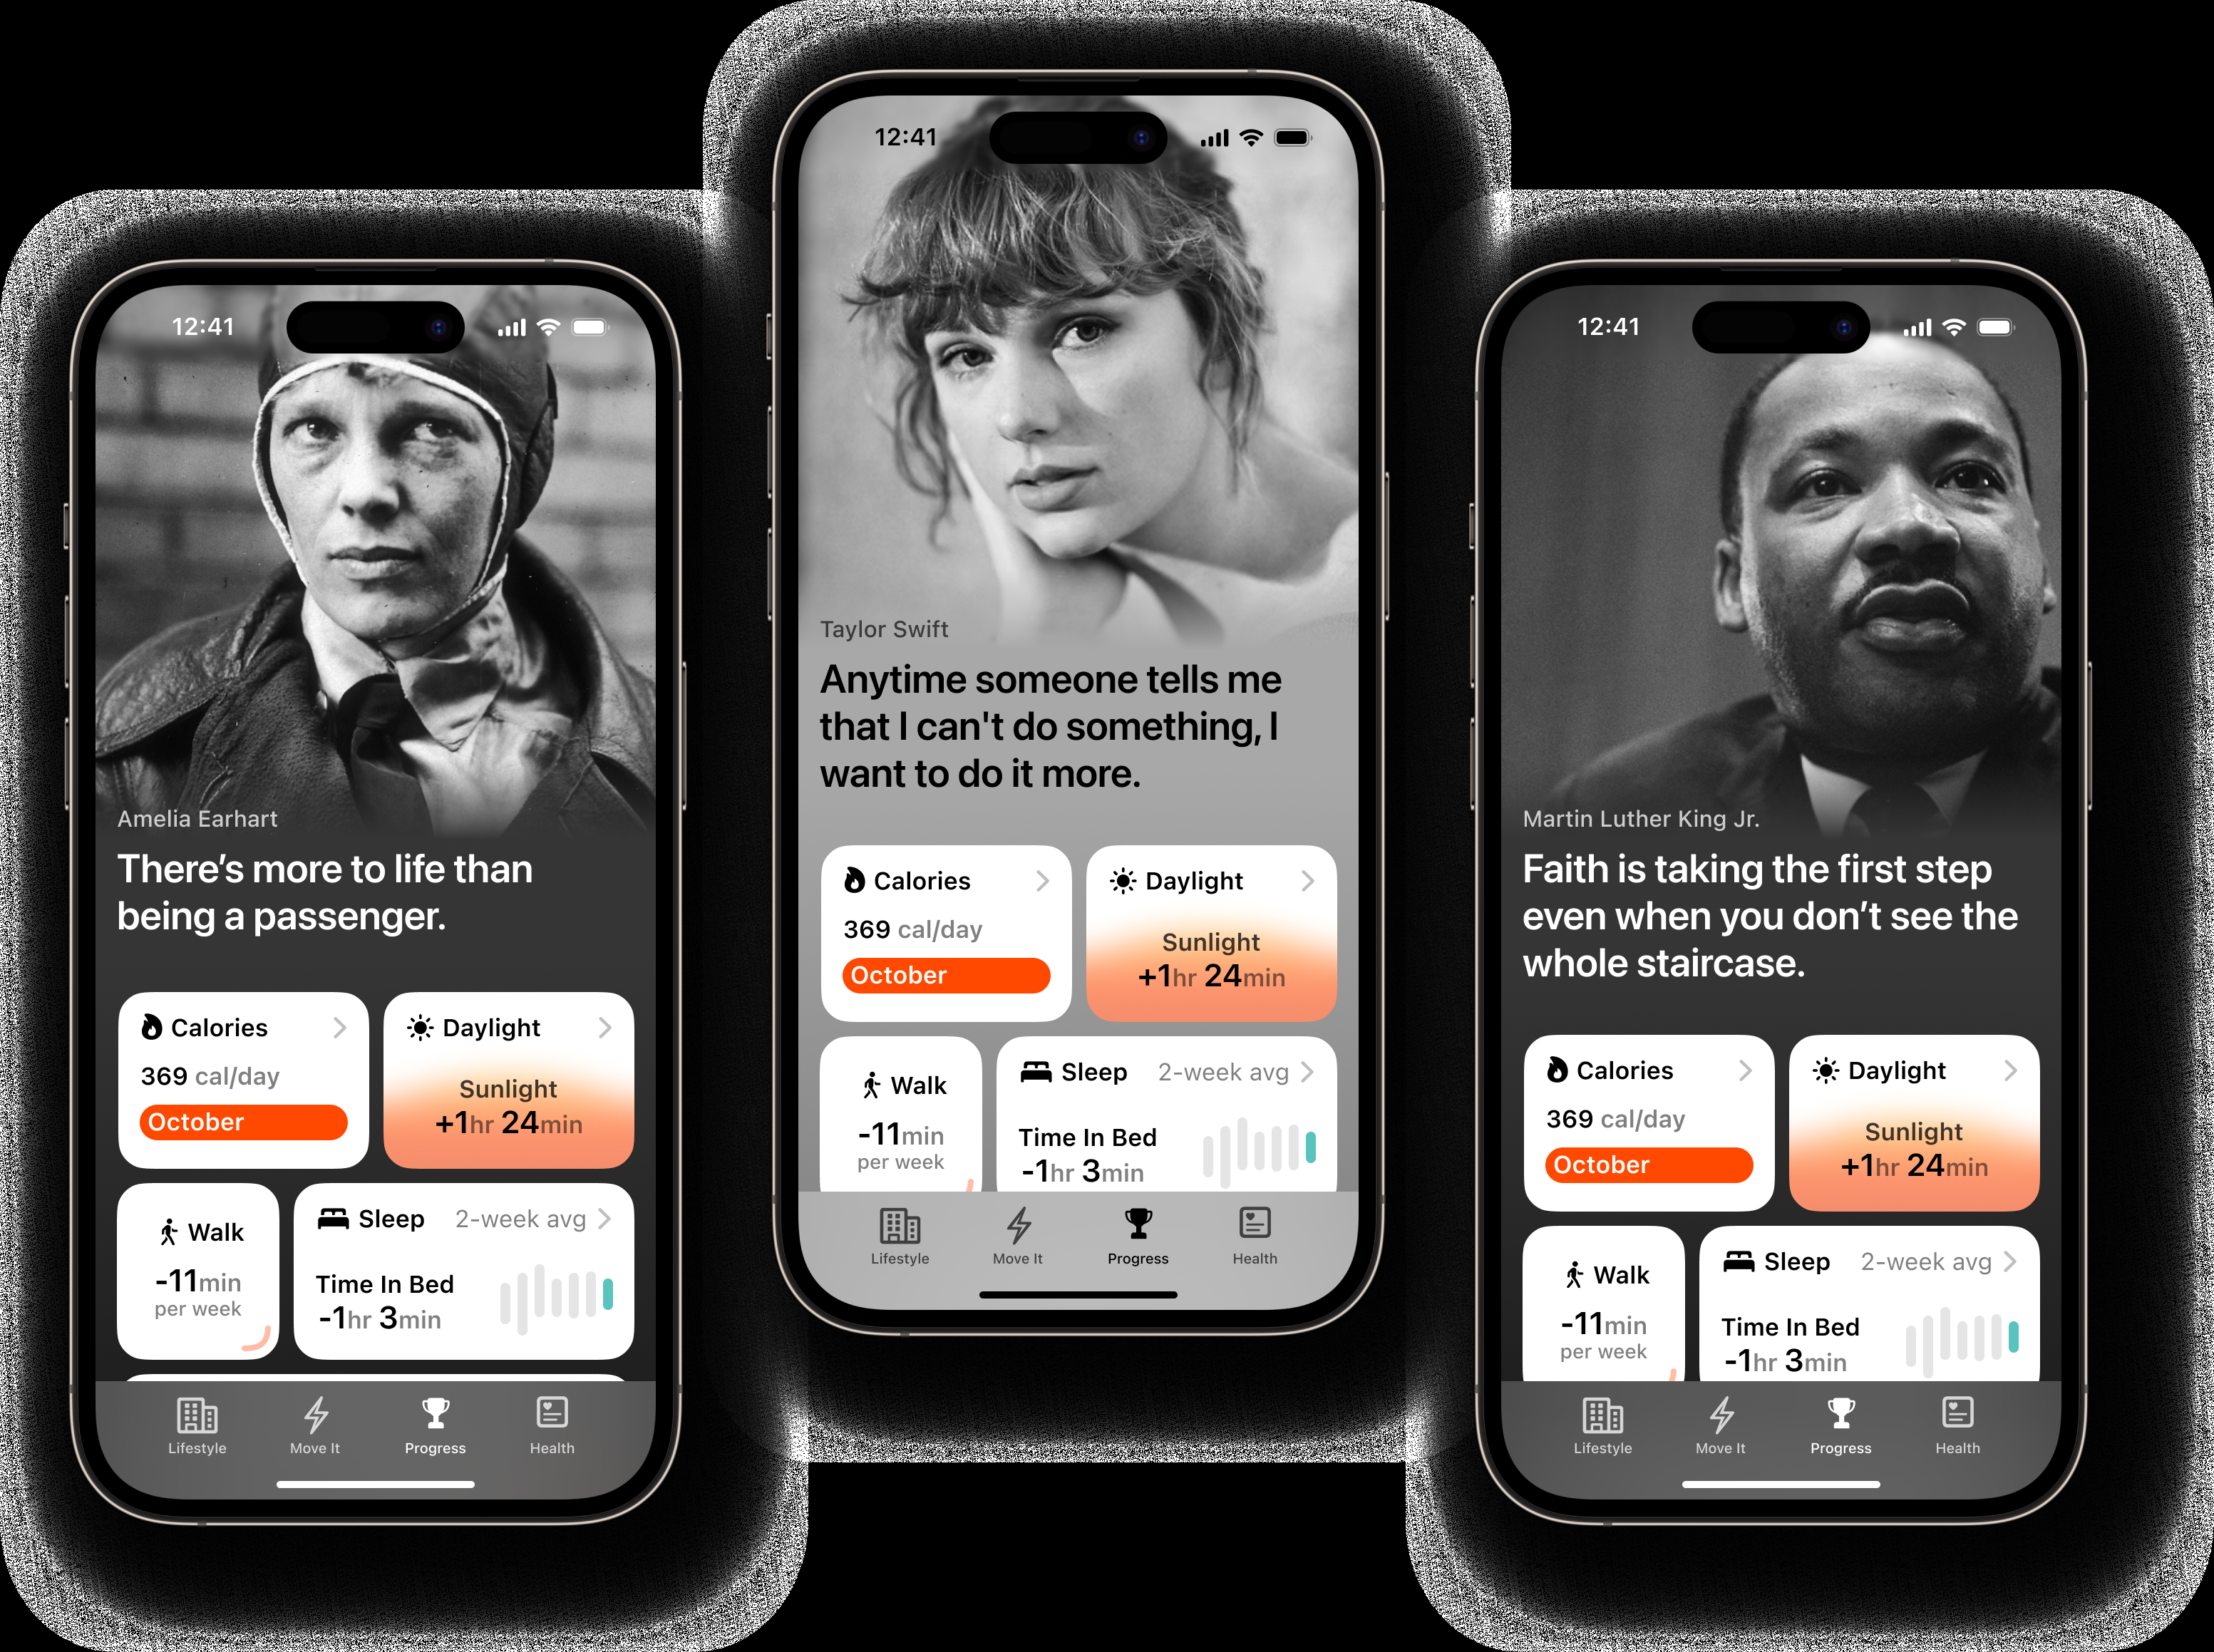 12:41
Amelia Earhart
There’s more to life than
being a passenger.
Calories
369 cal/day
October
Daylight
Sunlight
+1hr 24min
Walk
-11min
per week
Sleep 2-week avg
Time In Bed
-1hr 3min
Lifestyle
Move It
Progress
Health
12:41
Taylor Swift
Anytime someone tells me
that I can't do something, I
want to do it more.
Calories
369 cal/day
October
Daylight
Sunlight
+1hr 24min
Walk
-11min
per week
Sleep 2-week avg
Time In Bed
-1hr 3min
Lifestyle
Move It
Progress
Health
12:41
Martin Luther King Jr.
Faith is taking the first step
even when you don’t see the
whole staircase.
Calories
369 cal/day
October
Daylight
Sunlight
+1hr 24min
Walk
-11min
per week
Sleep 2-week avg
Time In Bed
-1hr 3min
Lifestyle
Move It
Progress
Health